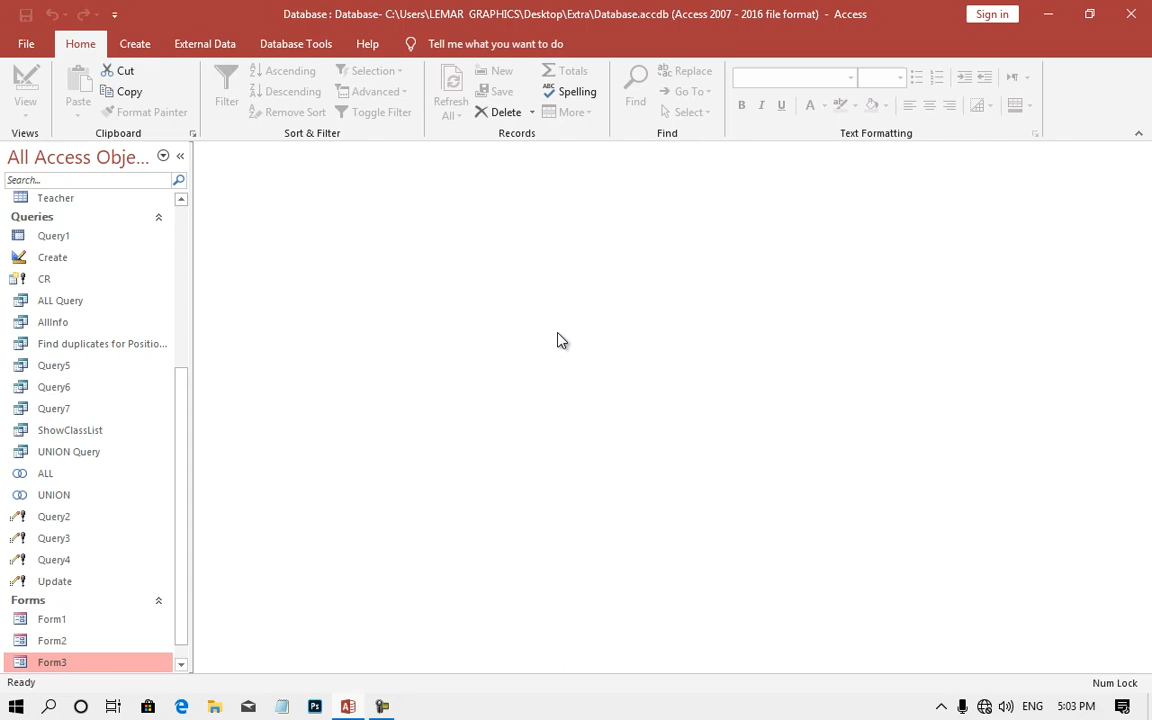 Database : Database- C:\Users\LEMAR GRAPHICS\Desktop\Extra\Database.accdb (Access 2007 - 2016 file format) - Access
Sign in
File Home Create External Data Database Tools Help Tell me what you want to do
View
Paste
Cut
Copy
Format Painter
Filter
Ascending
Descending
Remove Sort
Selection
Advanced
Toggle Filter
Refresh
All
New
Save
Delete
Totals
Spelling
More
Find
Replace
Go To
Select
B I U A
Views Clipboard Sort & Filter Records Find Text Formatting
All Access Obje...
Search...
Teacher
Queries
Query1
Create
CR
ALL Query
AllInfo
Find duplicates for Positio...
Query5
Query6
Query7
ShowClassList
UNION Query
ALL
UNION
Query2
Query3
Query4
Update
Forms
Form1
Form2
Form3
Ready
Num Lock
ENG 5:03 PM